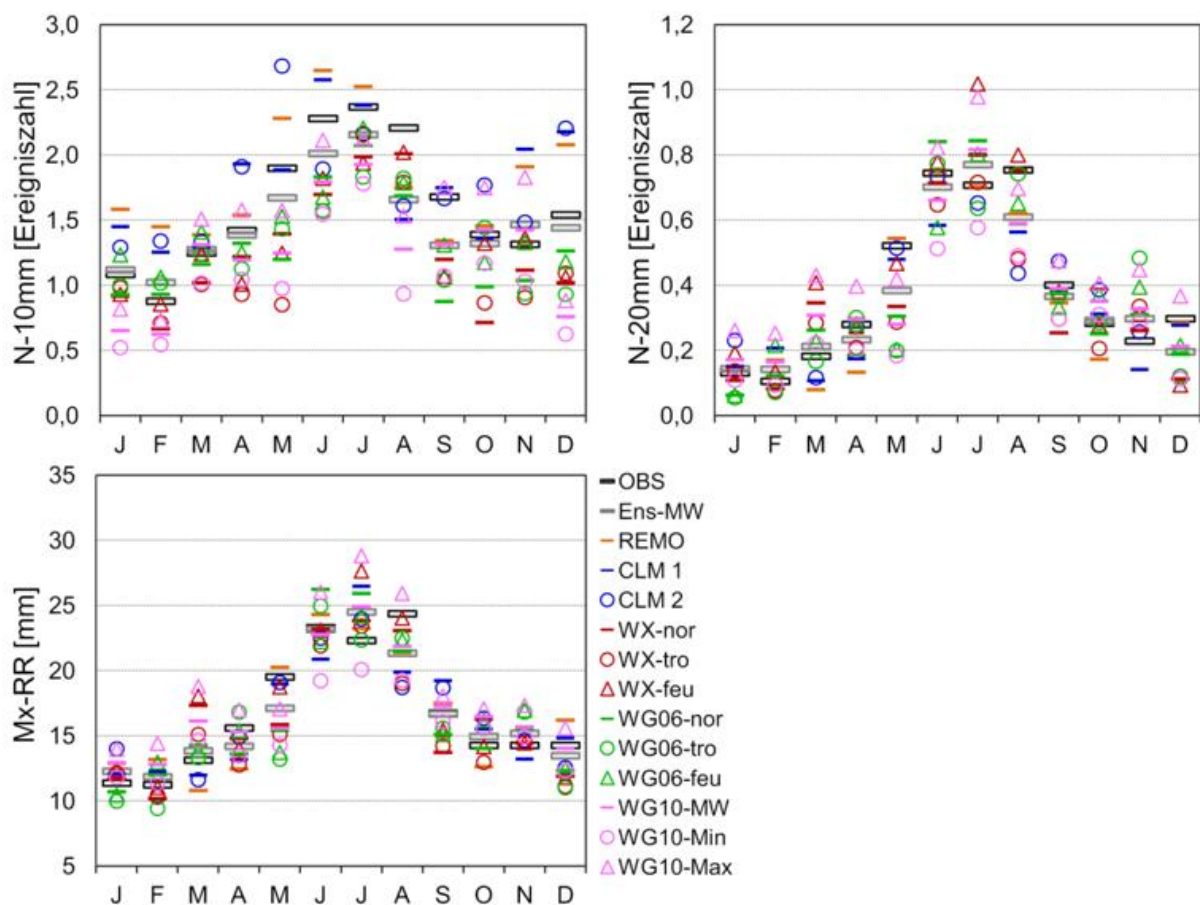 N-10mm [Ereigniszahl]
3,0
2,5
2,0
1,5
1,0
0,5
0,0
J F M A M J J A S O N D
N-20mm [Ereigniszahl]
1,2
1,0
0,8
0,6
0,4
0,2
0,0
J F M A M J J A S O N D
Mx-RR [mm]
35
30
25
20
15
10
5
J F M A M J J A S O N D
OBS
Ens-MW
REMO
CLM 1
CLM 2
WX-nor
WX-tro
WX-feu
WG06-nor
WG06-tro
WG06-feu
WG10-MW
WG10-Min
WG10-Max